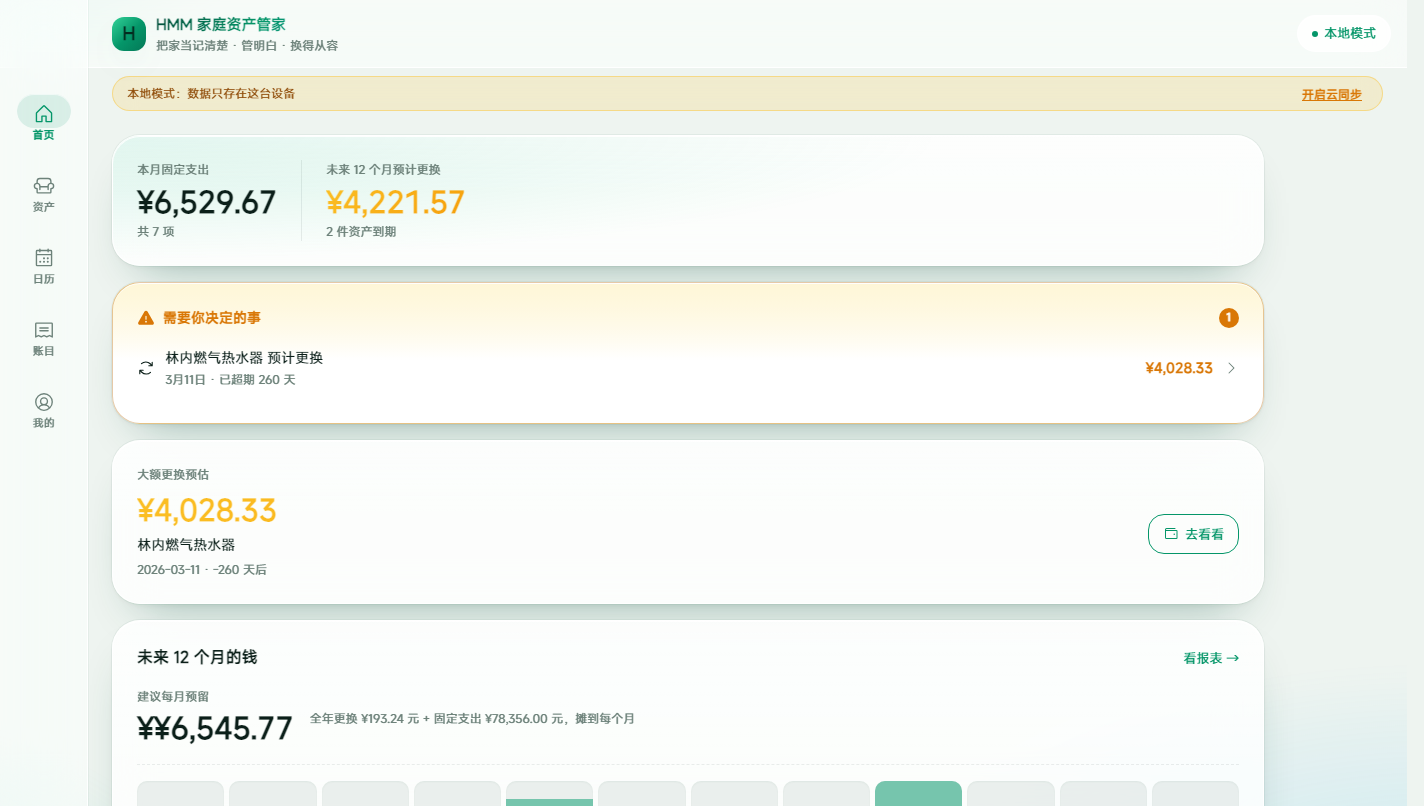 H
HMM 家庭资产管家
把家当记清楚 · 管明白 · 换得从容
本地模式
本地模式：数据只存在这台设备
开启云同步
首页
资产
日历
账目
我的
本月固定支出
¥6,529.67
共 7 项
未来 12 个月预计更换
¥4,221.57
2 件资产到期
需要你决定的事
1
林内燃气热水器 预计更换
3月11日 · 已超期 260 天
¥4,028.33
大额更换预估
¥4,028.33
林内燃气热水器
2026-03-11 · -260 天后
去看看
未来 12 个月的钱
看报表 →
建议每月预留
¥¥6,545.77
全年更换 ¥193.24 元 + 固定支出 ¥78,356.00 元，摊到每个月